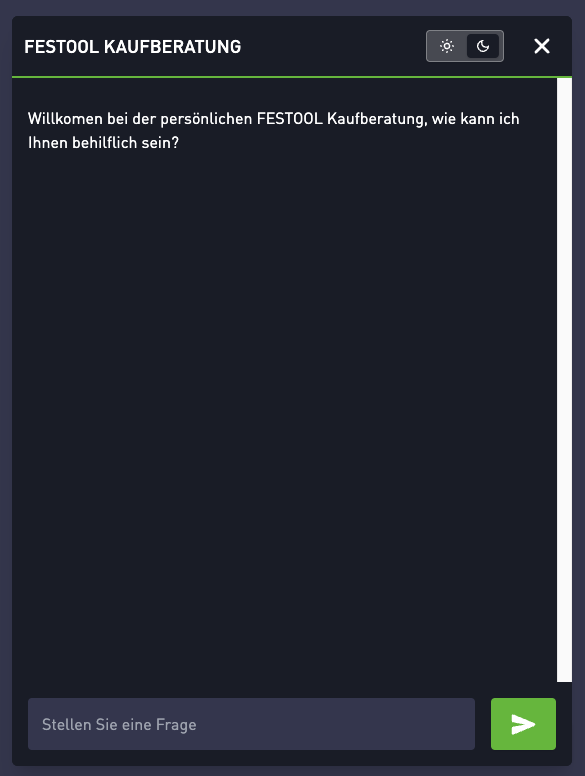 FESTOOL KAUFBERATUNG
Willkomen bei der persönlichen FESTOOL Kaufberatung, wie kann ich
Ihnen behilflich sein?
Stellen Sie eine Frage